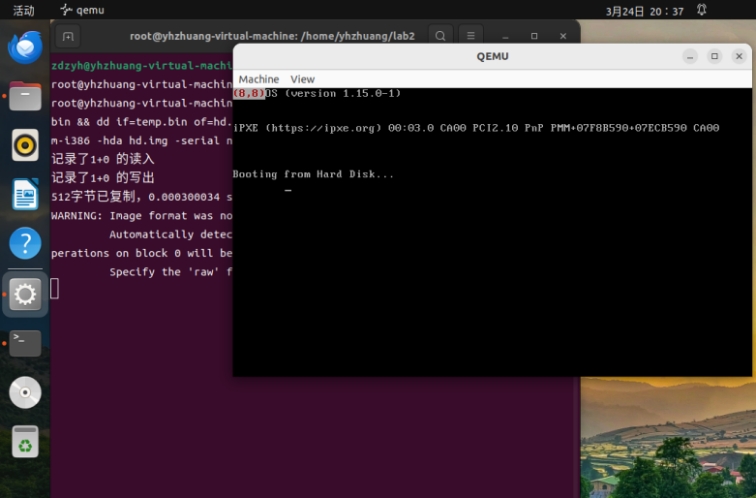 活动
qemu
3月24日 20：37
root@yhzhuang-virtual-machine: /home/yhzhuang/lab2
QEMU
Machine View
zdzyh@yhzhuang-virtual-machi
root@yhzhuang-virtual-machin
root@yhzhuang-virtual-machin
bin && dd if=temp.bin of=hd.
m-i386 -hda hd.img -serial n
记录了1+0 的读入
记录了1+0 的写出
512字节已复制，0.000300034 s
WARNING: Image format was no
Automatically detec
perations on block 0 will be
Specify the 'raw' f
(8,8)OS (version 1.15.0-1)
iPXE (https://ipxe.org) 00:03.0 CA00 PCI2.10 PnP PMM+07F8B590+07ECB590 CA00
Booting from Hard Disk...